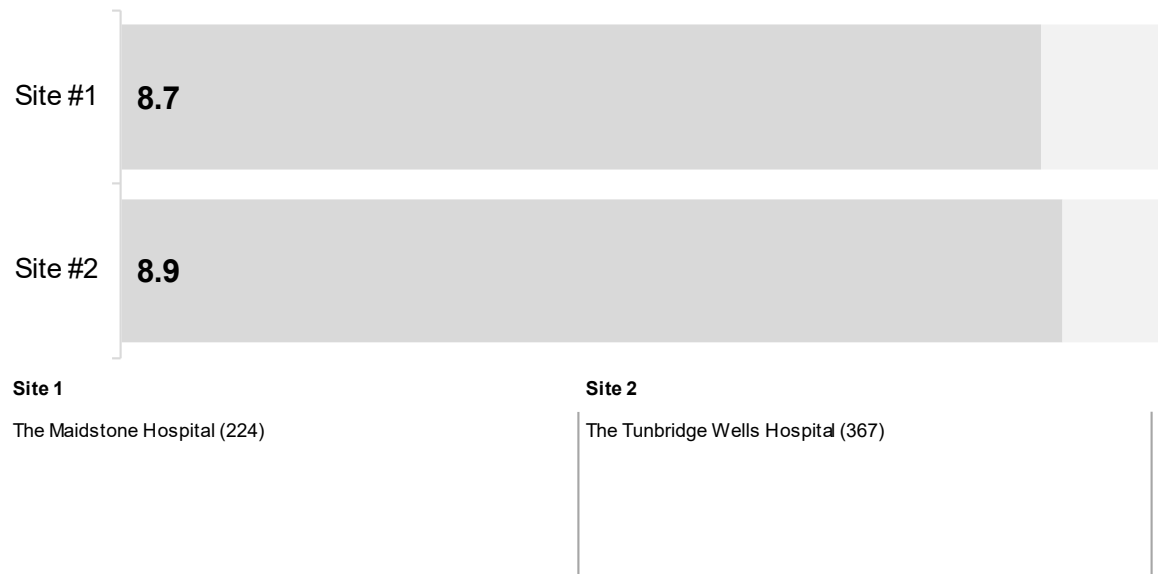 Site #1
8.7
Site #2
8.9
Site 1
The Maidstone Hospital (224)
Site 2
The Tunbridge Wells Hospital (367)